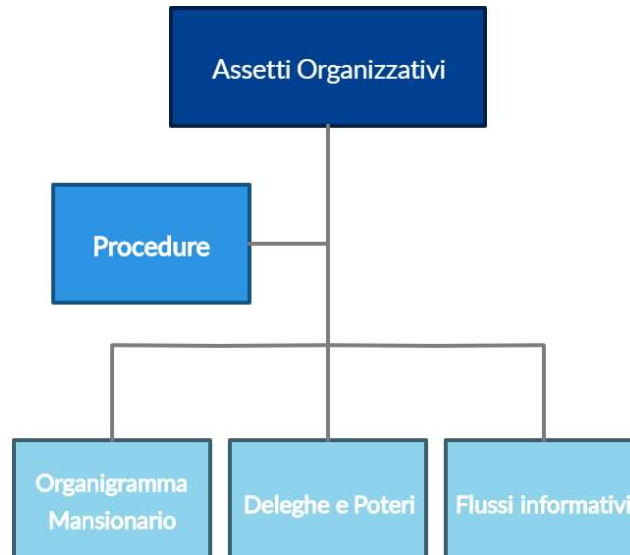 Assetti Organizzativi
Procedure
Organigramma
Mansionario
Deleghe e Poteri
Flussi informativi